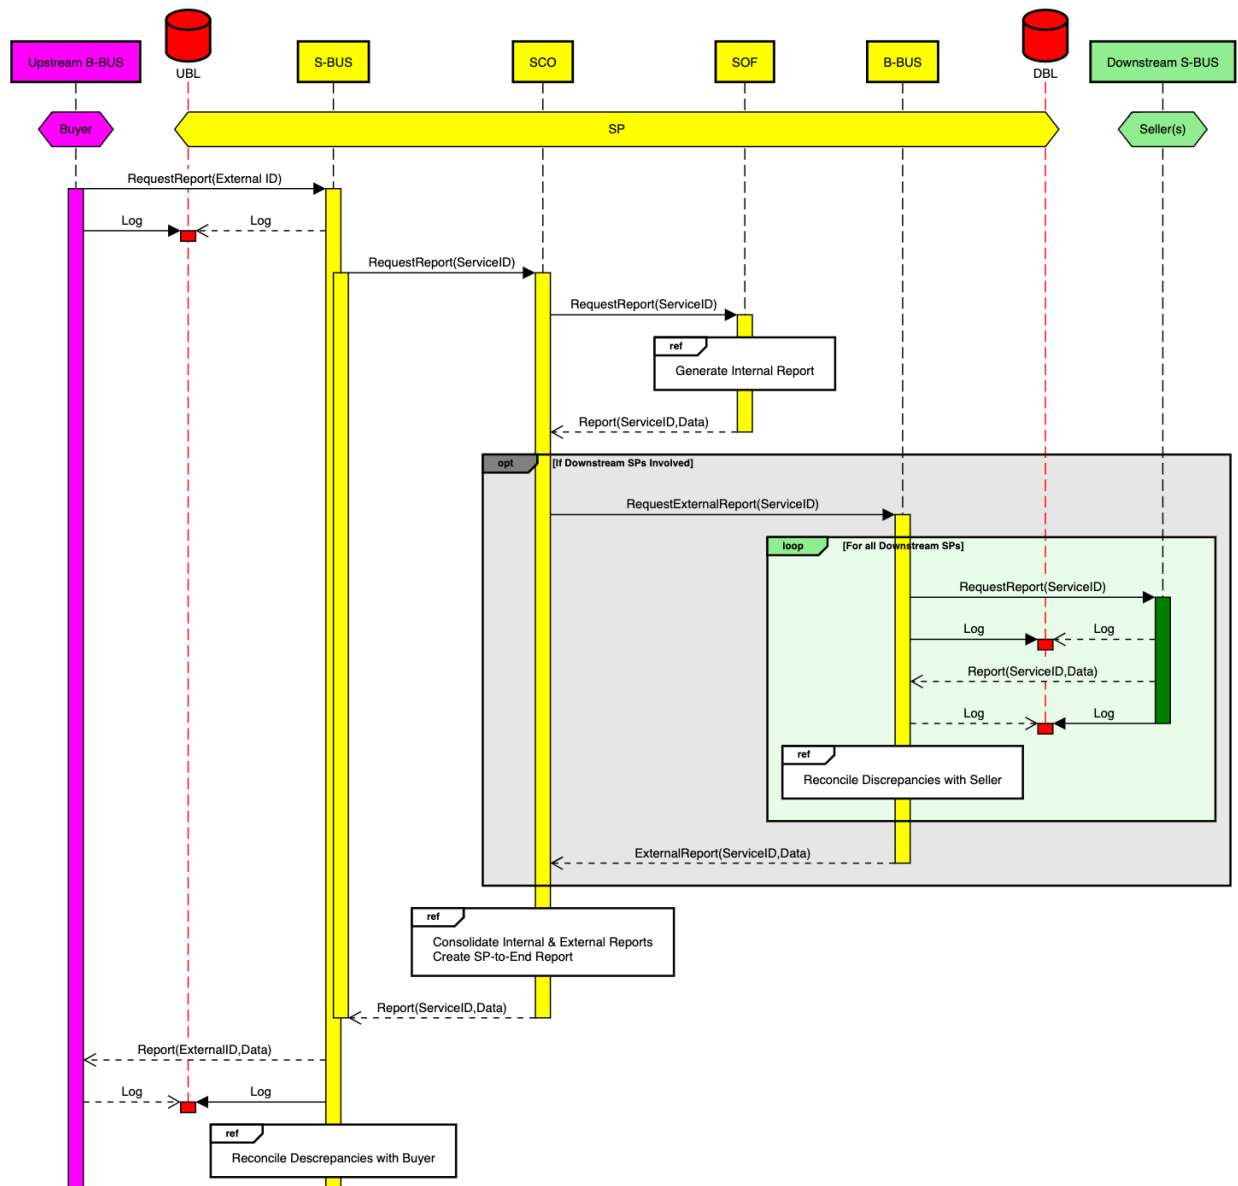 Upstream B-BUS
UBL
S-BUS
SCO
SOF
B-BUS
DBL
Downstream S-BUS
Buyer
SP
Seller(s)
RequestReport(External ID)
Log
Log
RequestReport(ServiceID)
RequestReport(ServiceID)
ref
Generate Internal Report
Report(ServiceID,Data)
opt
[If Downstream SPs Involved]
RequestExternalReport(ServiceID)
loop
[For all Downstream SPs]
RequestReport(ServiceID)
Log
Log
Report(ServiceID,Data)
Log
Log
ref
Reconcile Discrepancies with Seller
ExternalReport(ServiceID,Data)
ref
Consolidate Internal & External Reports
Create SP-to-End Report
Report(ServiceID,Data)
Report(ExternalID,Data)
Log
Log
ref
Reconcile Descrepancies with Buyer